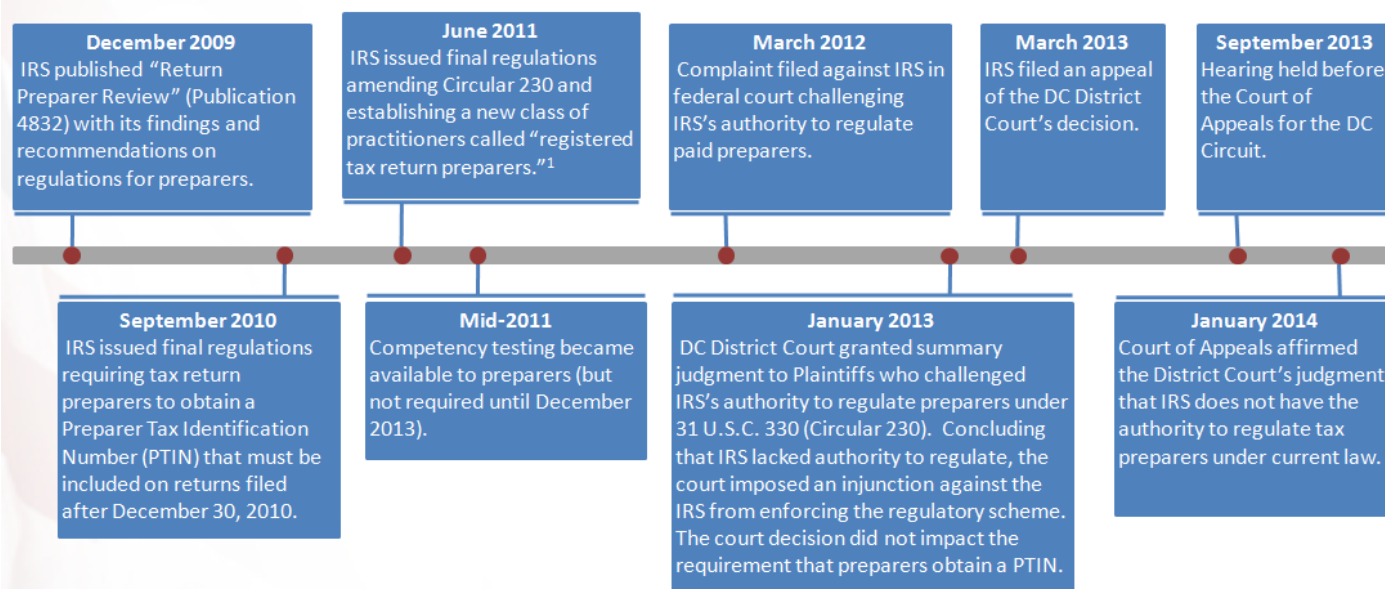 December 2009
IRS published “Return
Preparer Review” (Publication
4832) with its findings and
recommendations on
regulations for preparers.
June 2011
IRS issued final regulations
amending Circular 230 and
establishing a new class of
practitioners called “registered
tax return preparers.”1
March 2012
Complaint filed against IRS in
federal court challenging
IRS’s authority to regulate
paid preparers.
March 2013
IRS filed an appeal
of the DC District
Court’s decision.
September 2013
Hearing held before
the Court of
Appeals for the DC
Circuit.
September 2010
IRS issued final regulations
requiring tax return
preparers to obtain a
Preparer Tax Identification
Number (PTIN) that must be
included on returns filed
after December 30, 2010.
Mid-2011
Competency testing became
available to preparers (but
not required until December
2013).
January 2013
DC District Court granted summary
judgment to Plaintiffs who challenged
IRS’s authority to regulate preparers under
31 U.S.C. 330 (Circular 230).  Concluding
that IRS lacked authority to regulate, the
court imposed an injunction against the
IRS from enforcing the regulatory scheme.
The court decision did not impact the
requirement that preparers obtain a PTIN.
January 2014
Court of Appeals affirmed
the District Court’s judgment
that IRS does not have the
authority to regulate tax
preparers under current law.